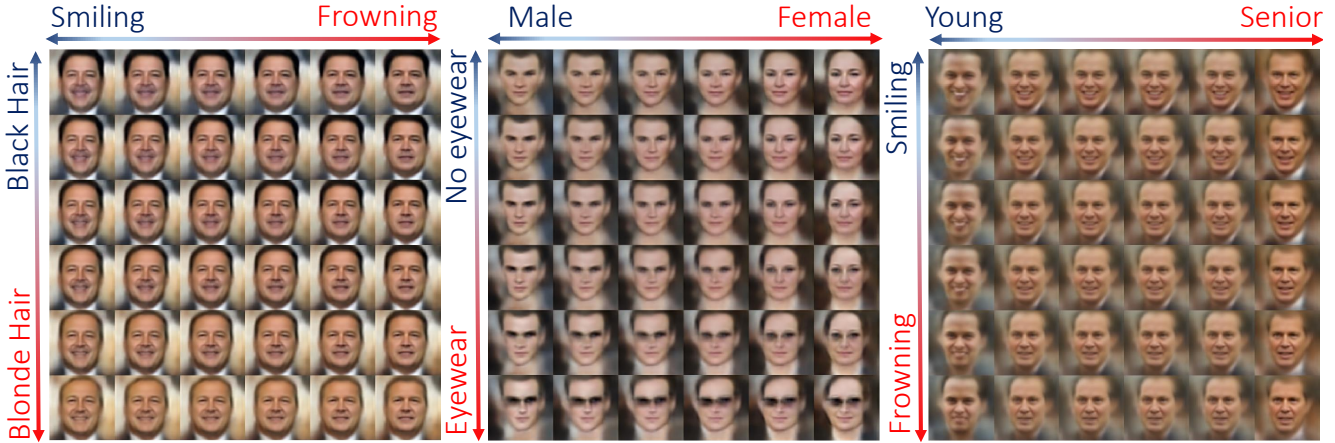 Smiling Frowning
Black Hair
Blonde Hair
Male Female
No eyewear
Eyewear
Young Senior
Smiling
Frowning